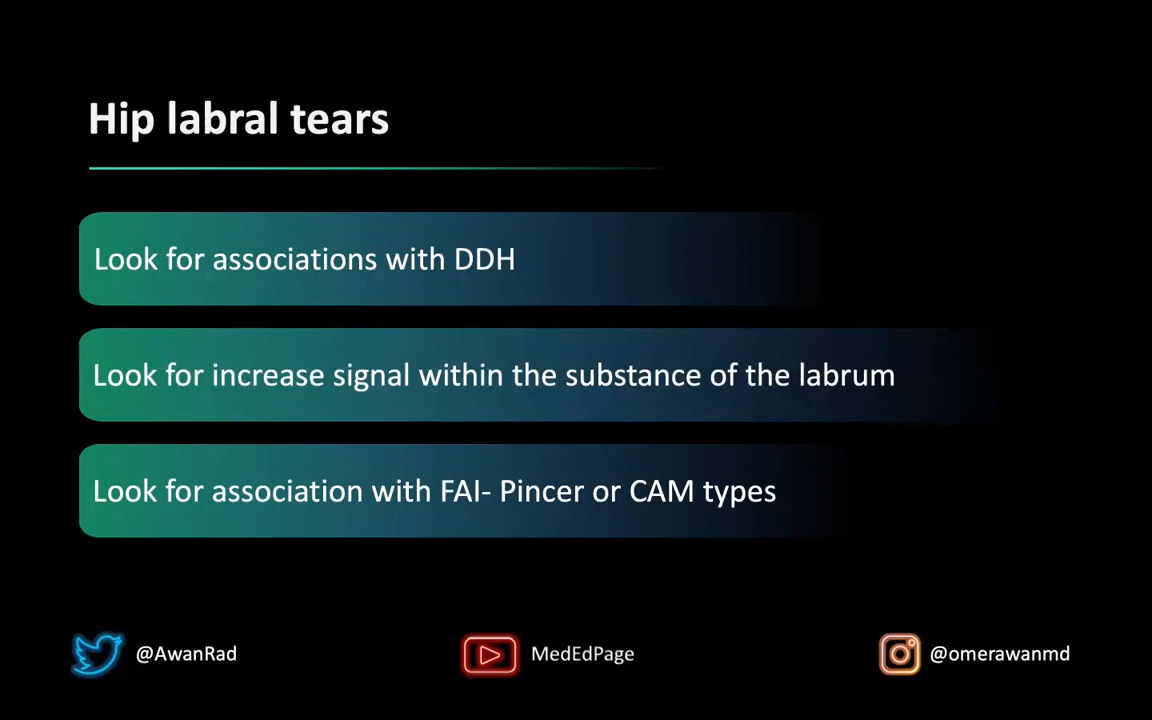 Hip labral tears
Look for associations with DDH
Look for increase signal within the substance of the labrum
Look for association with FAI- Pincer or CAM types
@AwanRad
MedEdPage
@omerawanmd